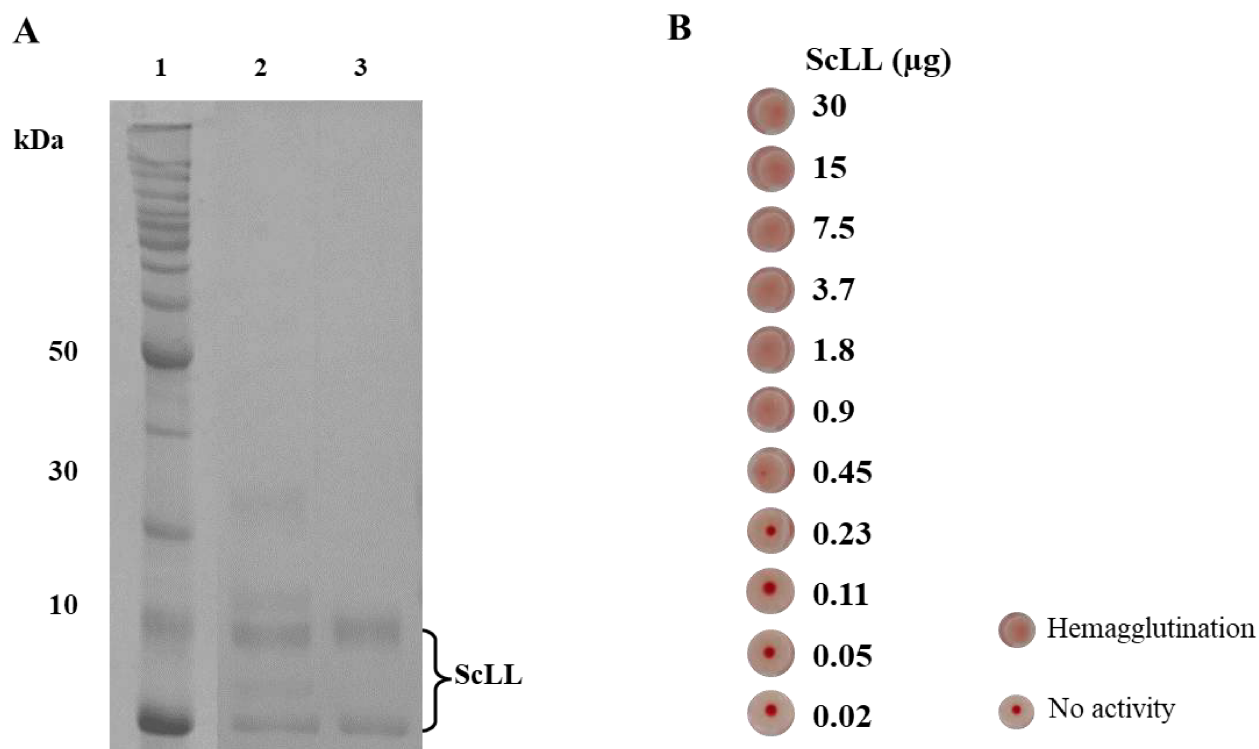 A
1 2 3
kDa
50
30
10
ScLL
B
ScLL (µg)
30
15
7.5
3.7
1.8
0.9
0.45
0.23
0.11
0.05
0.02
Hemagglutination
No activity